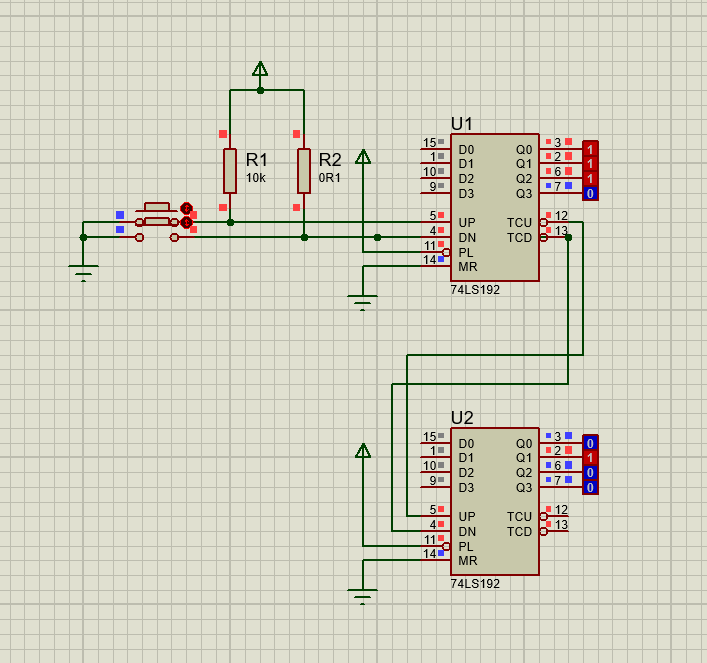 U1
15 D0 Q0 3 1
1 D1 Q1 2 1
10 D2 Q2 6 1
9 D3 Q3 7 0
R1 R2
10k 0R1
5 UP TCU 12
4 DN TCD 13
11 PL
14 MR
74LS192
U2
15 D0 Q0 3 0
1 D1 Q1 2 1
10 D2 Q2 6 0
9 D3 Q3 7 0
5 UP TCU 12
4 DN TCD 13
11 PL
14 MR
74LS192